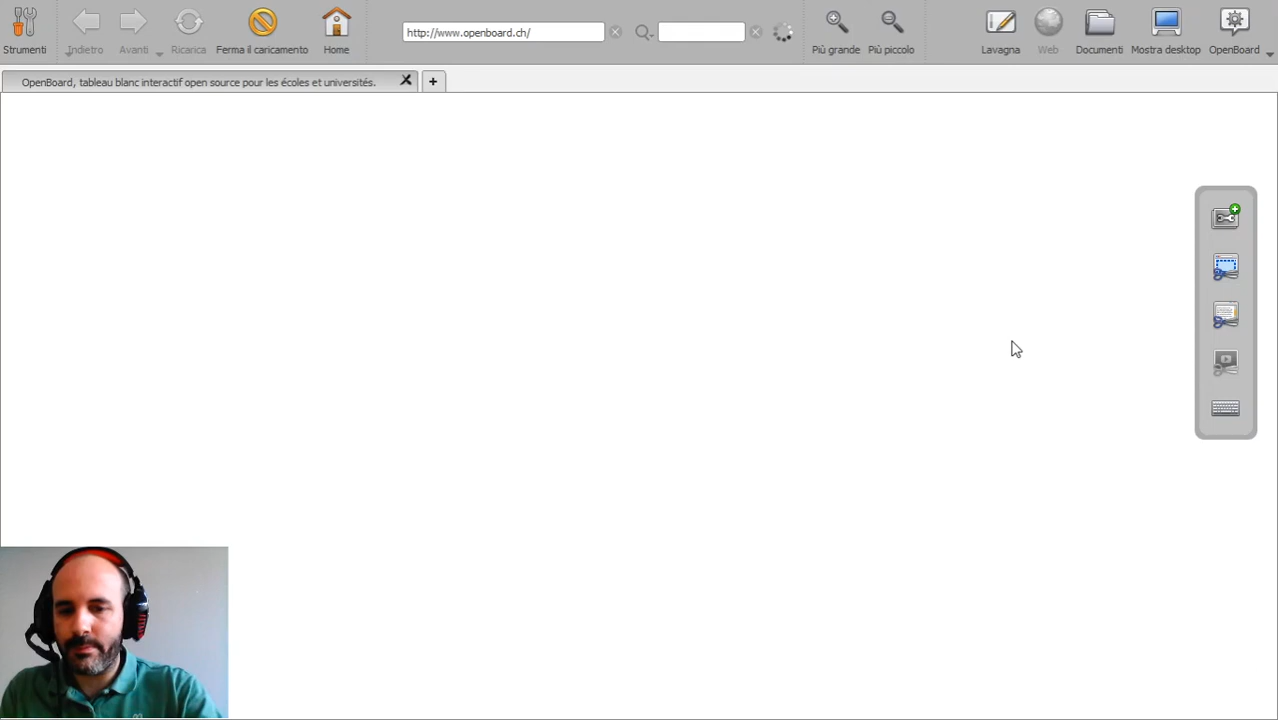 http://www.openboard.ch/
Strumenti
Indietro
Avanti
Ricarica
Ferma il caricamento
Home
Più grande
Più piccolo
Lavagna
Web
Documenti
Mostra desktop
OpenBoard
OpenBoard, tableau blanc interactif open source pour les écoles et universités.